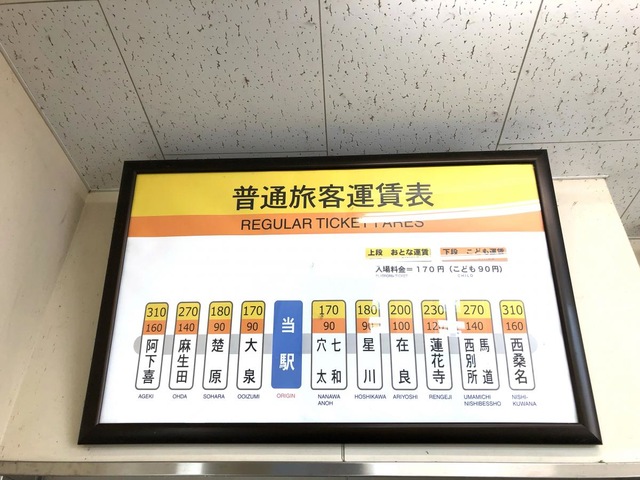 普通旅客運賃表
REGULAR TICKET FARES
上段 おとな運賃 下段 こども運賃
入場料金=170円(こども90円)
310 270 180 170 170 180 200 230 270 310
160 140 90 90 90 90 100 120 140 160
阿下喜 麻生田 楚原 大泉 当駅 七和 穴太 星川 在良 蓮花寺 馬道 西別所 西桑名
AGEKI OHDA SOHARA OOIZUMI ORIGIN NANAWA HOSHIKAWA ARIYOSHI RENGEJI UMAMICHI NISHI-
ANOH NISHIBESSHO KUWANA